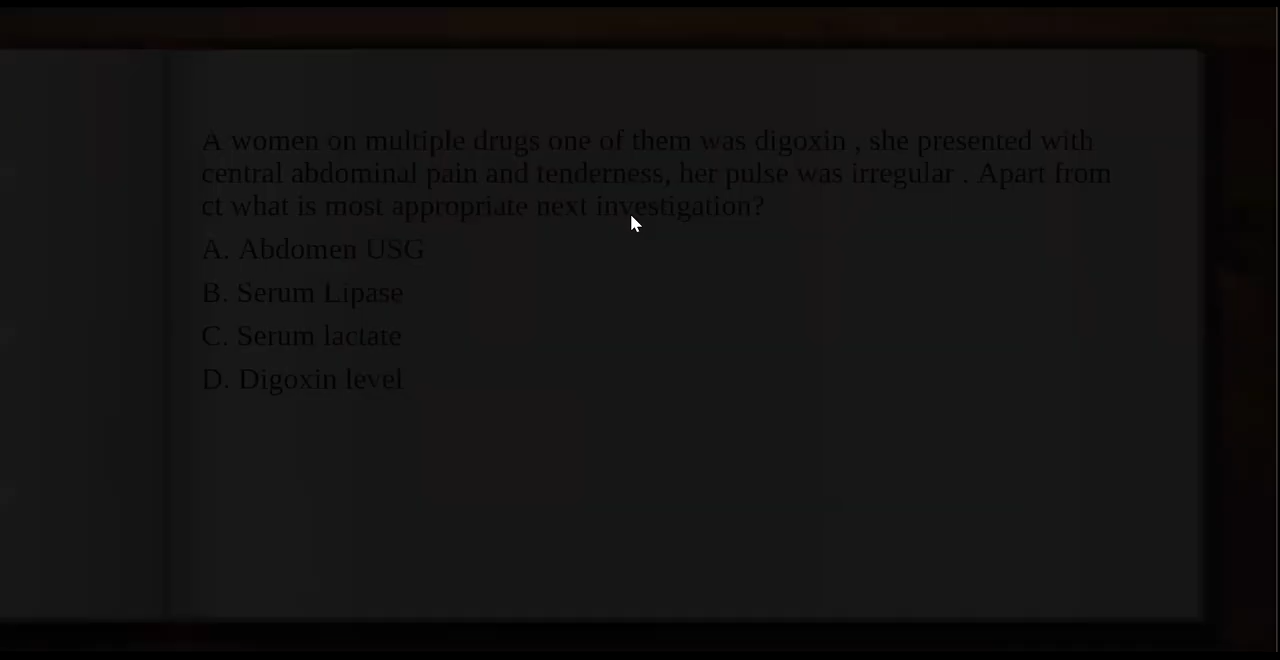 A women on multiple drugs one of them was digoxin , she presented with
central abdominal pain and tenderness, her pulse was irregular . Apart from
ct what is most appropriate next investigation?
A. Abdomen USG
B. Serum Lipase
C. Serum lactate
D. Digoxin level